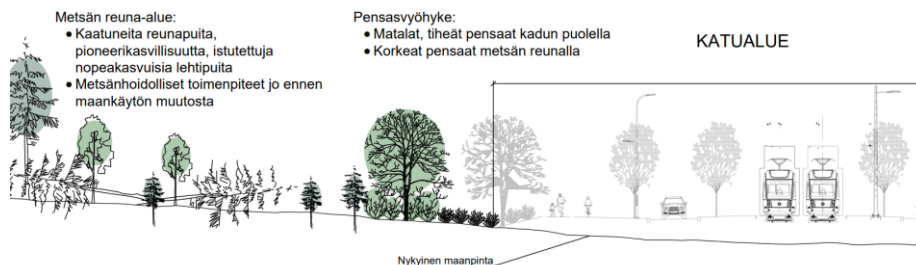 Metsän reuna-alue:
• Kaatuneita reunapuita,
pioneerikasvillisuutta, istutettuja
nopeakasvuisia lehtipuita
• Metsänhoidolliset toimenpiteet jo ennen
maankäytön muutosta
Pensasvyöhyke:
• Matalat, tiheät pensaat kadun puolella
• Korkeat pensaat metsän reunalla
KATUALUE
Nykyinen maanpinta